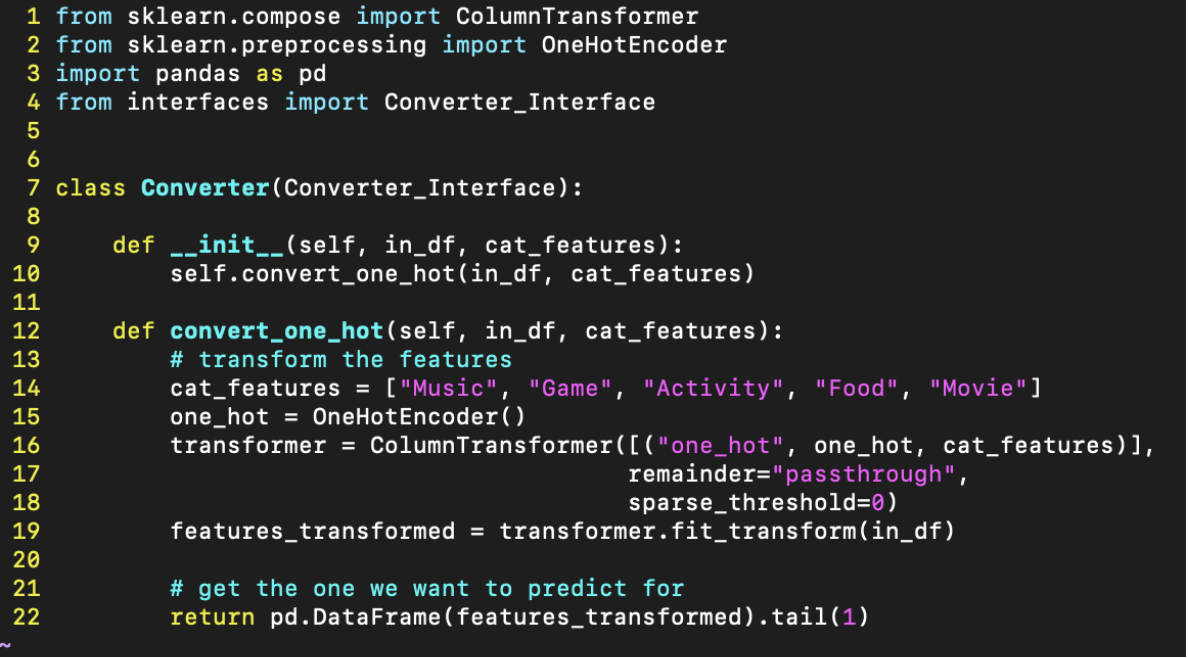 1 from sklearn.compose import ColumnTransformer
2 from sklearn.preprocessing import OneHotEncoder
3 import pandas as pd
4 from interfaces import Converter_Interface
5
6
7 class Converter(Converter_Interface):
8
9     def __init__(self, in_df, cat_features):
10         self.convert_one_hot(in_df, cat_features)
11
12     def convert_one_hot(self, in_df, cat_features):
13         # transform the features
14         cat_features = ["Music", "Game", "Activity", "Food", "Movie"]
15         one_hot = OneHotEncoder()
16         transformer = ColumnTransformer([("one_hot", one_hot, cat_features)],
17                                         remainder="passthrough",
18                                         sparse_threshold=0)
19         features_transformed = transformer.fit_transform(in_df)
20
21         # get the one we want to predict for
22         return pd.DataFrame(features_transformed).tail(1)
~